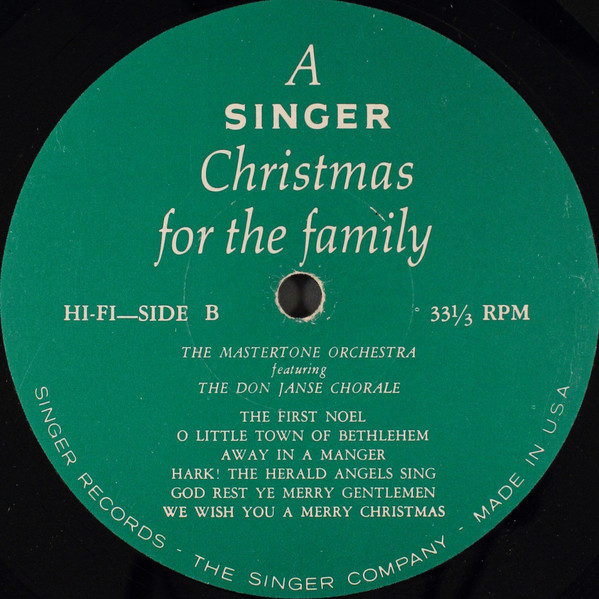 A
SINGER
Christmas
for the family
HI-FI—SIDE B
33⅓ RPM
THE MASTERTONE ORCHESTRA
featuring
THE DON JANSE CHORALE
THE FIRST NOEL
O LITTLE TOWN OF BETHLEHEM
AWAY IN A MANGER
HARK! THE HERALD ANGELS SING
GOD REST YE MERRY GENTLEMEN
WE WISH YOU A MERRY CHRISTMAS
SINGER RECORDS - THE SINGER COMPANY - MADE IN USA